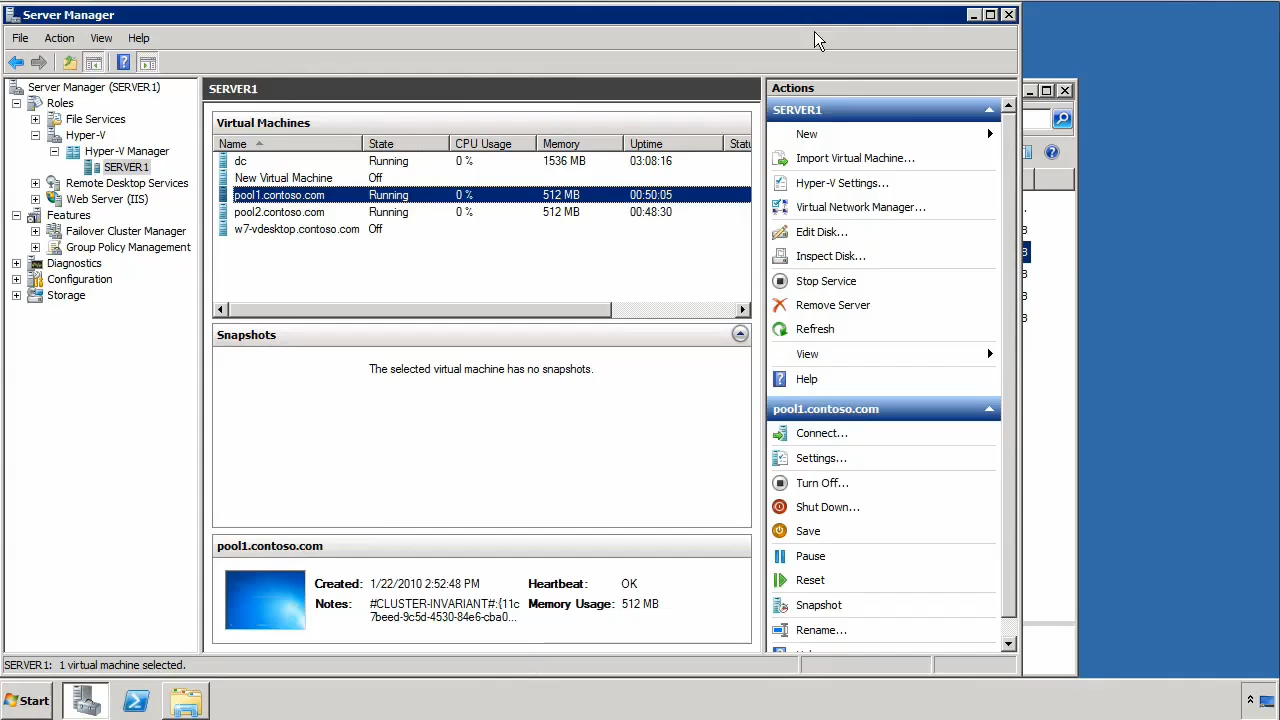 Server Manager
File Action View Help
Server Manager (SERVER1)
Roles
File Services
Hyper-V
Hyper-V Manager
SERVER1
Remote Desktop Services
Web Server (IIS)
Features
Failover Cluster Manager
Group Policy Management
Diagnostics
Configuration
Storage
SERVER1
Virtual Machines
Name State CPU Usage Memory Uptime Statu
dc Running 0 % 1536 MB 03:08:16
New Virtual Machine Off
pool1.contoso.com Running 0 % 512 MB 00:50:05
pool2.contoso.com Running 0 % 512 MB 00:48:30
w7-vdesktop.contoso.com Off
Snapshots
The selected virtual machine has no snapshots.
pool1.contoso.com
Created: 1/22/2010 2:52:48 PM Heartbeat: OK
Notes: #CLUSTER-INVARIANT#:{11c Memory Usage: 512 MB
7beed-9c5d-4530-84e6-cba0...
Actions
SERVER1
New
Import Virtual Machine...
Hyper-V Settings...
Virtual Network Manager...
Edit Disk...
Inspect Disk...
Stop Service
Remove Server
Refresh
View
Help
pool1.contoso.com
Connect...
Settings...
Turn Off...
Shut Down...
Save
Pause
Reset
Snapshot
Rename...
SERVER1: 1 virtual machine selected.
Start